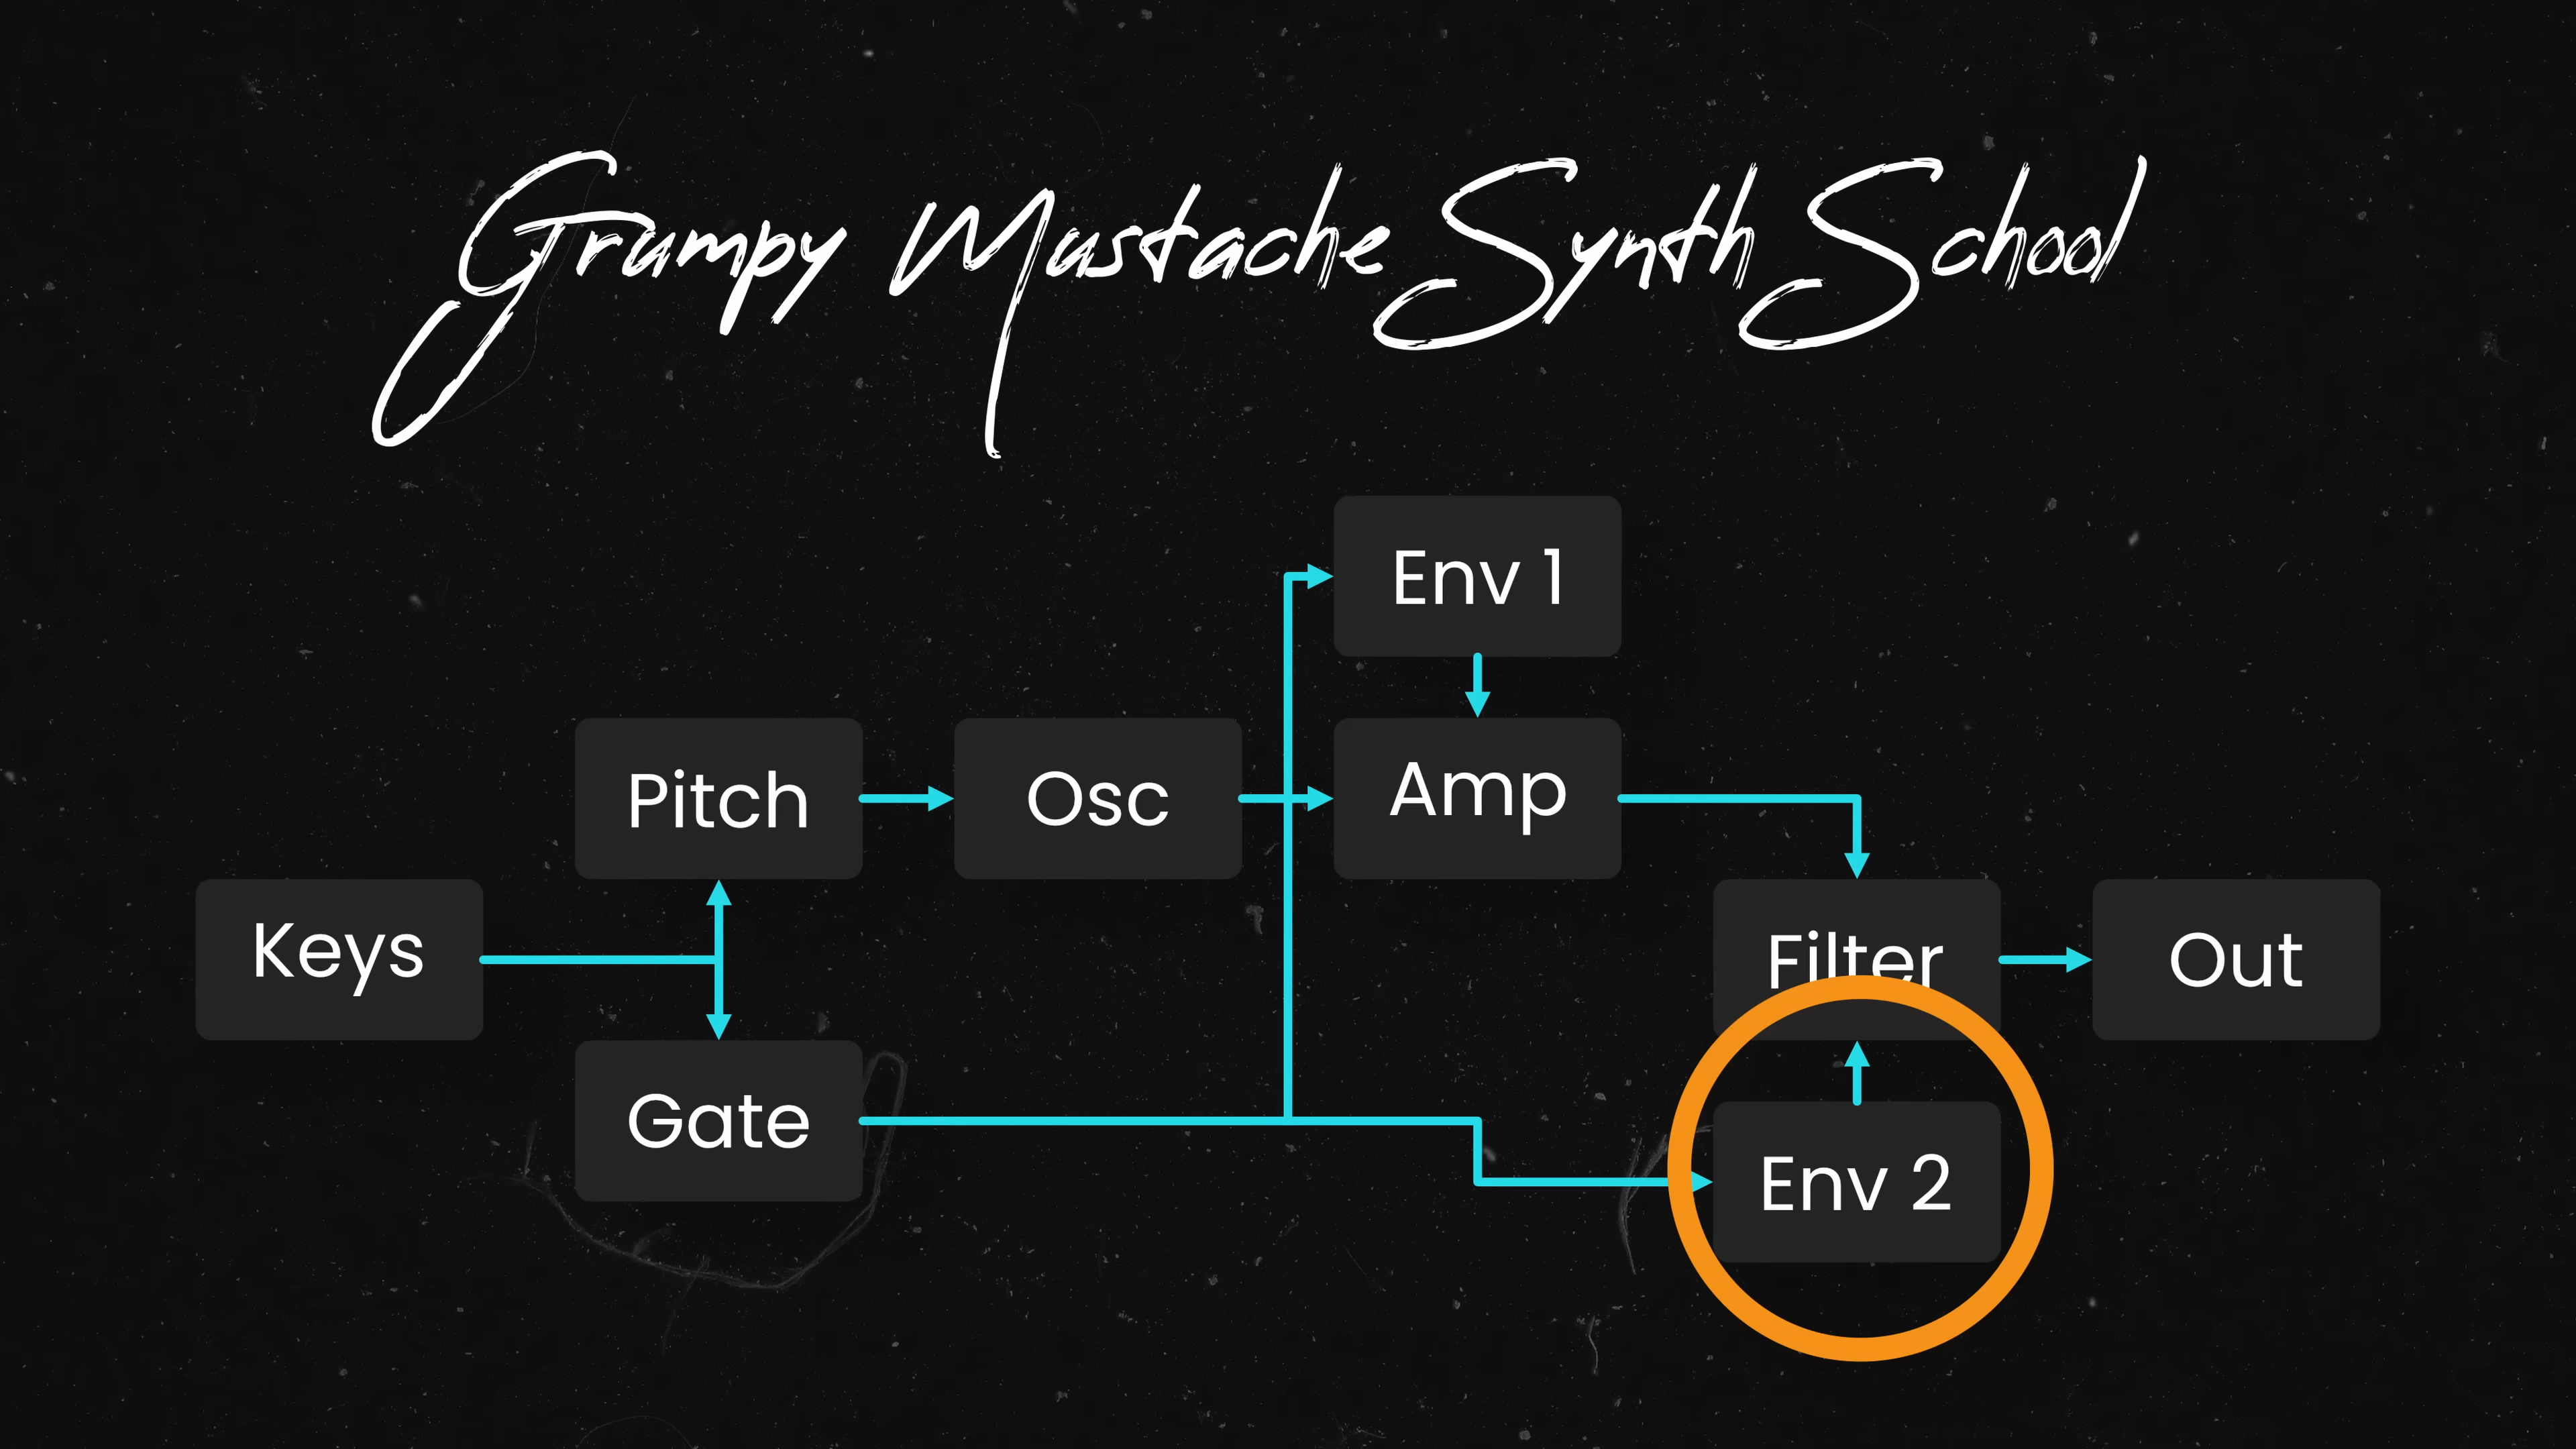 Grumpy Mustache Synth School
Env 1
Pitch
Osc
Amp
Keys
Filter
Out
Gate
Env 2